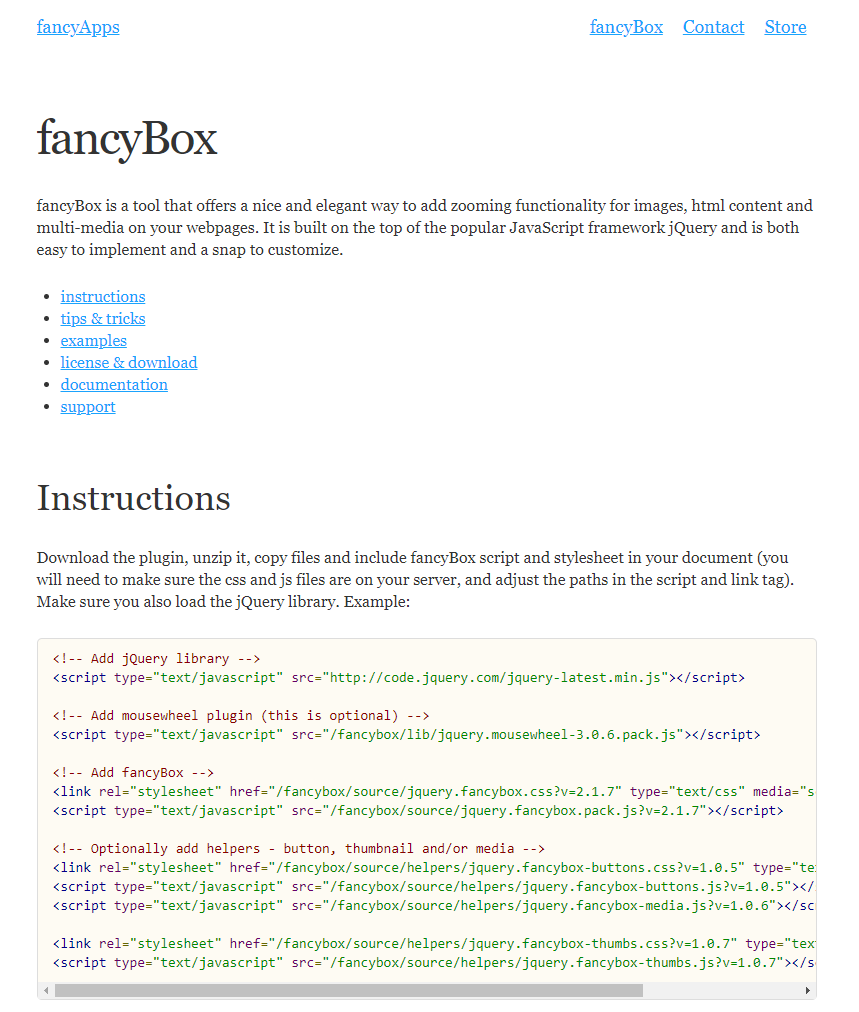 fancyApps fancyBox Contact Store
fancyBox
fancyBox is a tool that offers a nice and elegant way to add zooming functionality for images, html content and
multi-media on your webpages. It is built on the top of the popular JavaScript framework jQuery and is both
easy to implement and a snap to customize.
instructions
tips & tricks
examples
license & download
documentation
support
Instructions
Download the plugin, unzip it, copy files and include fancyBox script and stylesheet in your document (you
will need to make sure the css and js files are on your server, and adjust the paths in the script and link tag).
Make sure you also load the jQuery library. Example:
<!-- Add jQuery library -->
<script type="text/javascript" src="http://code.jquery.com/jquery-latest.min.js"></script>
<!-- Add mousewheel plugin (this is optional) -->
<script type="text/javascript" src="/fancybox/lib/jquery.mousewheel-3.0.6.pack.js"></script>
<!-- Add fancyBox -->
<link rel="stylesheet" href="/fancybox/source/jquery.fancybox.css?v=2.1.7" type="text/css" media="s
<script type="text/javascript" src="/fancybox/source/jquery.fancybox.pack.js?v=2.1.7"></script>
<!-- Optionally add helpers - button, thumbnail and/or media -->
<link rel="stylesheet" href="/fancybox/source/helpers/jquery.fancybox-buttons.css?v=1.0.5" type="te
<script type="text/javascript" src="/fancybox/source/helpers/jquery.fancybox-buttons.js?v=1.0.5"></
<script type="text/javascript" src="/fancybox/source/helpers/jquery.fancybox-media.js?v=1.0.6"></sc
<link rel="stylesheet" href="/fancybox/source/helpers/jquery.fancybox-thumbs.css?v=1.0.7" type="tex
<script type="text/javascript" src="/fancybox/source/helpers/jquery.fancybox-thumbs.js?v=1.0.7"></s